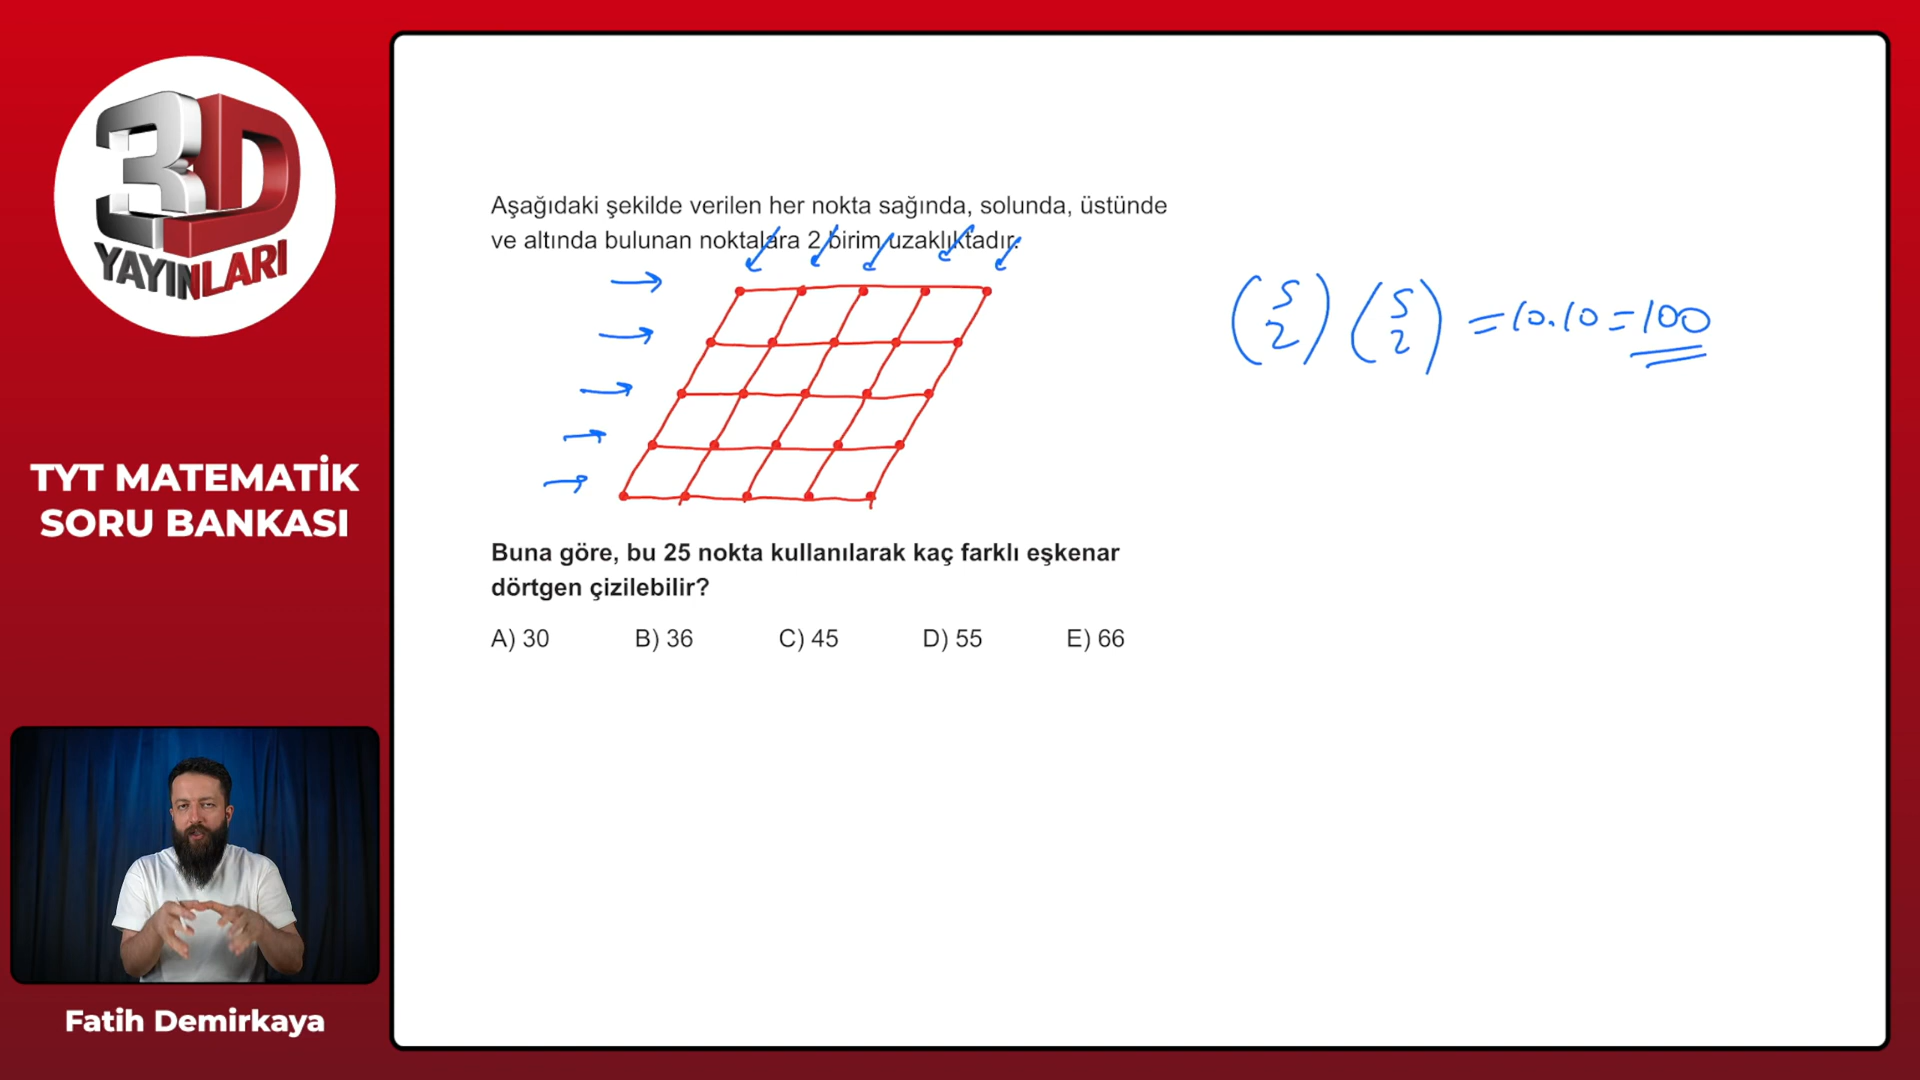 3D
YAYINLARI
TYT MATEMATİK
SORU BANKASI
Fatih Demirkaya
Aşağıdaki şekilde verilen her nokta sağında, solunda, üstünde
ve altında bulunan noktalara 2 birim uzaklıktadır.
(5 2) (5 2) = 10.10 = 100
Buna göre, bu 25 nokta kullanılarak kaç farklı eşkenar
dörtgen çizilebilir?
A) 30 B) 36 C) 45 D) 55 E) 66